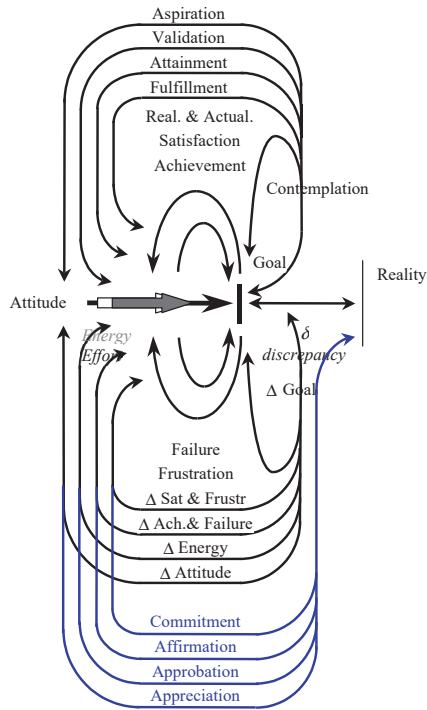 Aspiration
Validation
Attainment
Fulfillment
Real. & Actual.
Satisfaction
Achievement
Contemplation
Goal
Reality
Attitude
Energy
Effort
δ
discrepancy
Δ Goal
Failure
Frustration
Δ Sat & Frustr
Δ Ach.& Failure
Δ Energy
Δ Attitude
Commitment
Affirmation
Approbation
Appreciation